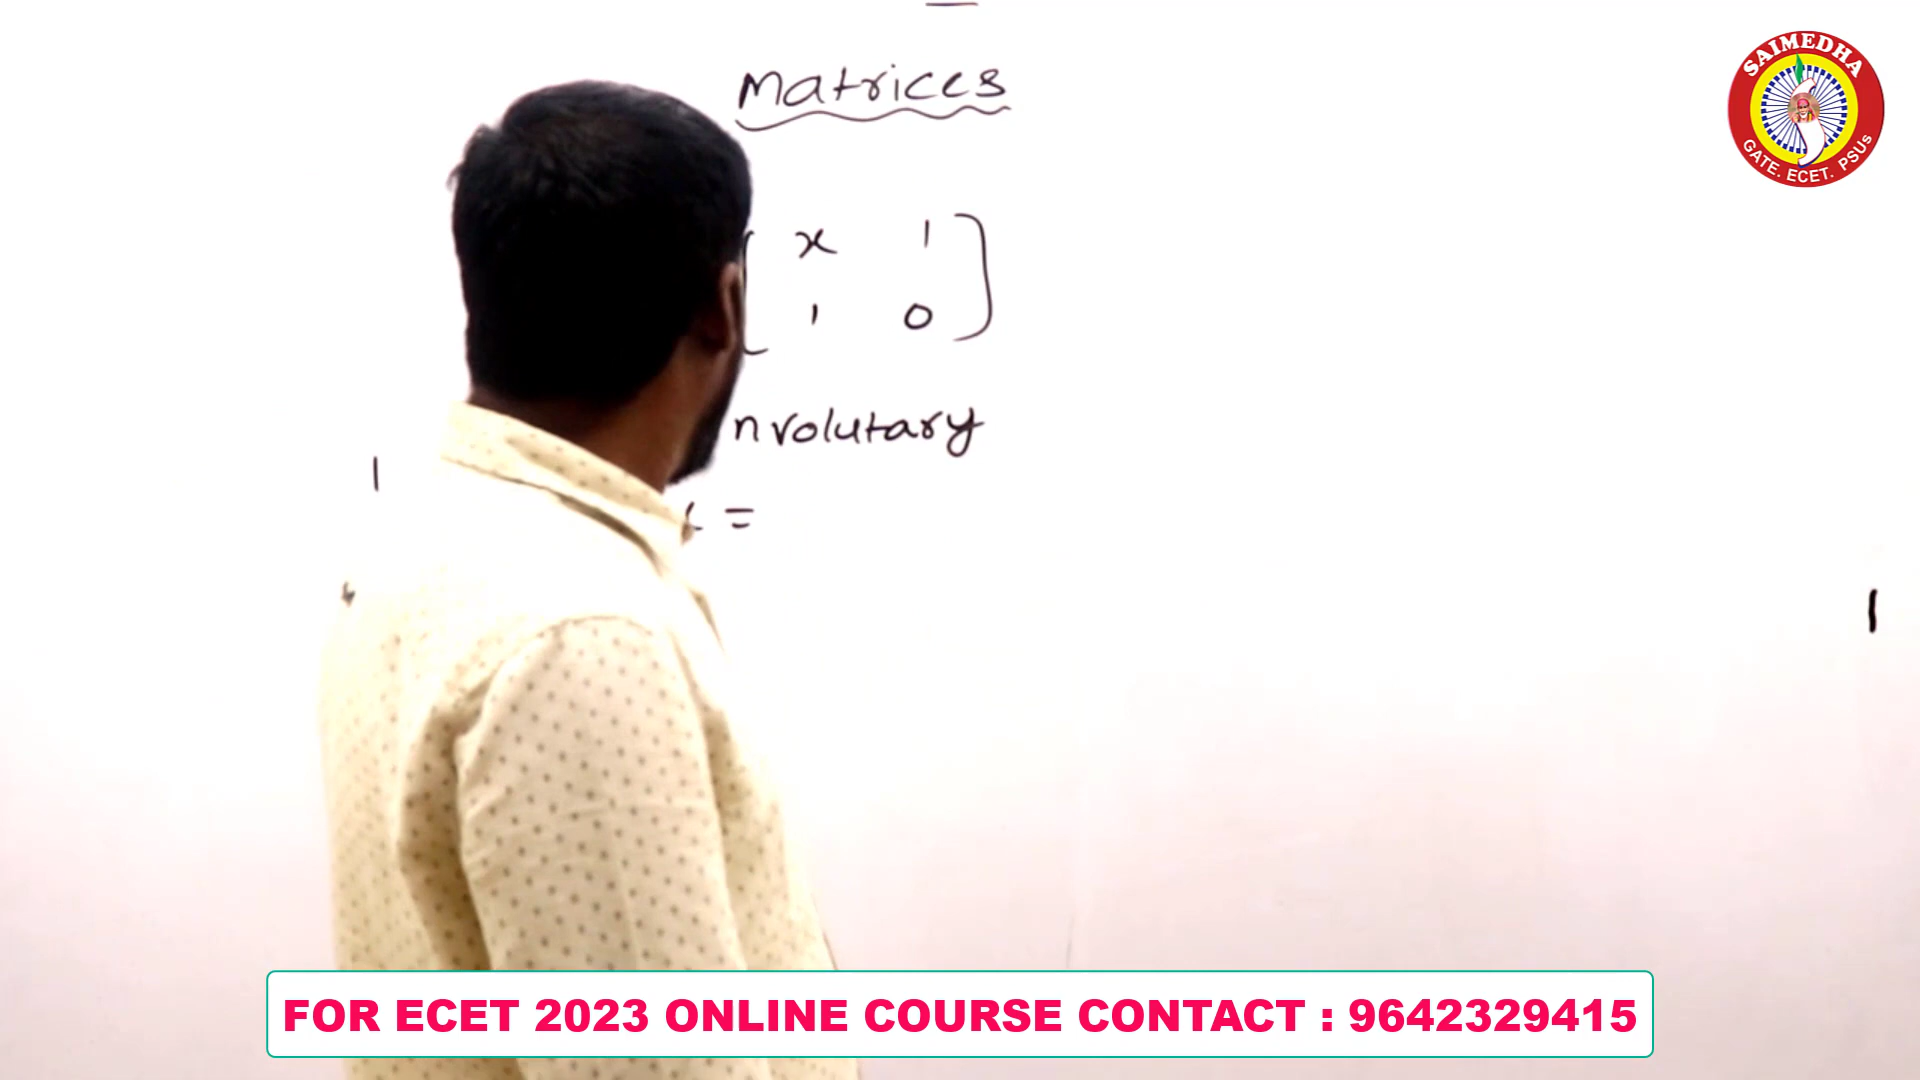 Matrices
x 1
1 0
nvolutary
=
SAIMEDHA
GATE. ECET. PSUs
FOR ECET 2023 ONLINE COURSE CONTACT : 9642329415